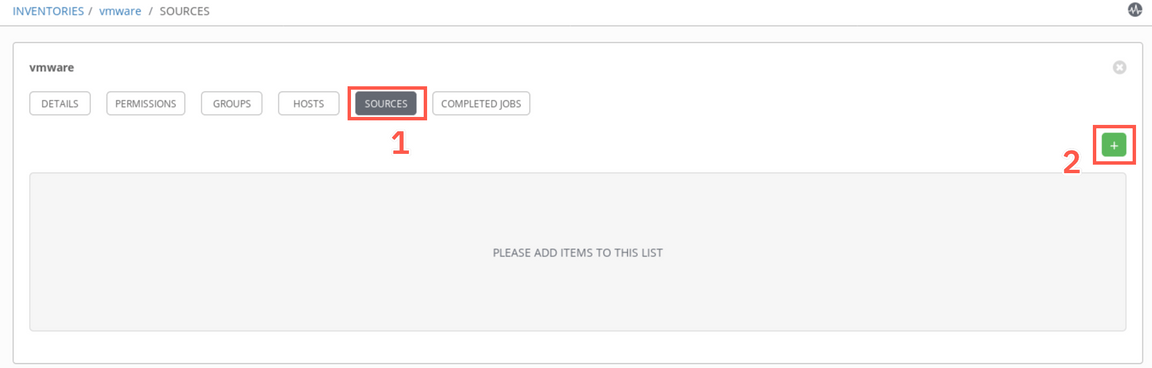 INVENTORIES / vmware / SOURCES
vmware
DETAILS PERMISSIONS GROUPS HOSTS SOURCES COMPLETED JOBS
1
+
2
PLEASE ADD ITEMS TO THIS LIST